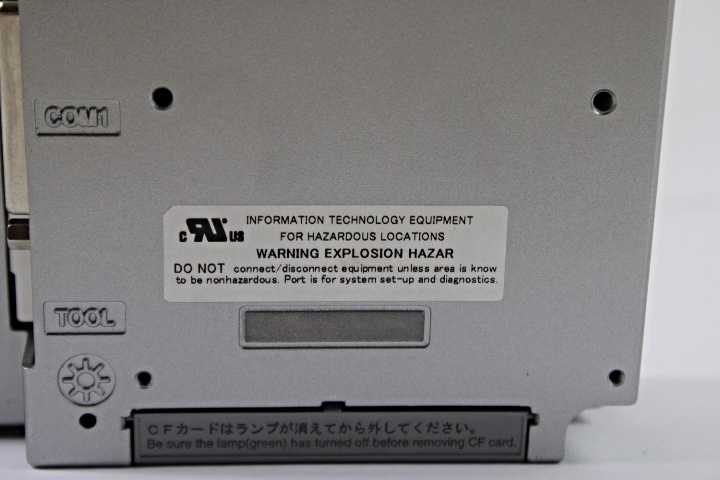 COM1
c RU US
INFORMATION TECHNOLOGY EQUIPMENT
FOR HAZARDOUS LOCATIONS
WARNING EXPLOSION HAZAR
DO NOT connect/disconnect equipment unless area is know
to be nonhazardous. Port is for system set-up and diagnostics.
TOOL
CFカードはランプが消えてから外してください。
Be sure the lamp(green) has turned off before removing CF card.